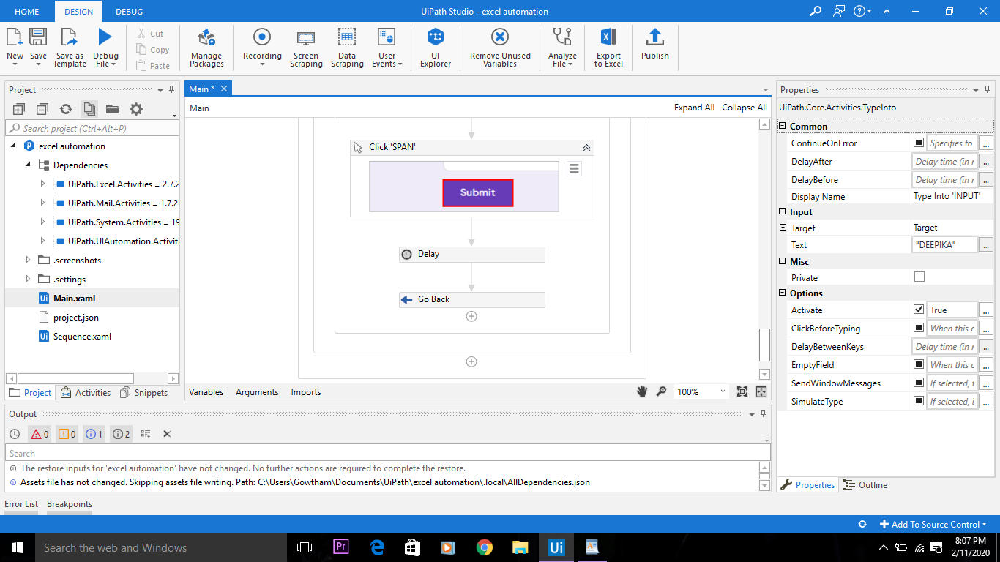 HOME DESIGN DEBUG UiPath Studio - excel automation
New Save Save as Template Debug File Cut Copy Paste Manage Packages Recording Screen Scraping Data Scraping User Events UI Explorer Remove Unused Variables Analyze File Export to Excel Publish
Project
Search project (Ctrl+Alt+P)
excel automation
Dependencies
UiPath.Excel.Activities = 2.7.2
UiPath.Mail.Activities = 1.7.2
UiPath.System.Activities = 19
UiPath.UIAutomation.Activiti
.screenshots
.settings
Ui Main.xaml
project.json
Ui Sequence.xaml
Project Activities Snippets
Main *
Main Expand All Collapse All
Click 'SPAN'
Submit
Delay
Go Back
Variables Arguments Imports 100%
Properties
UiPath.Core.Activities.TypeInto
Common
ContinueOnError Specifies to ...
DelayAfter Delay time (in r ...
DelayBefore Delay time (in r ...
Display Name Type Into 'INPUT'
Input
Target Target
Text "DEEPIKA" ...
Misc
Private
Options
Activate True ...
ClickBeforeTyping When this c ...
DelayBetweenKeys Delay time (in r ...
EmptyField When this c ...
SendWindowMessages If selected, t ...
SimulateType If selected, i ...
Properties Outline
Output
0 0 1 2
Search
The restore inputs for 'excel automation' have not changed. No further actions are required to complete the restore.
Assets file has not changed. Skipping assets file writing. Path: C:\Users\Gowtham\Documents\UiPath\excel automation\.local\AllDependencies.json
Error List Breakpoints
Add To Source Control
Search the web and Windows Pr Ui 8:07 PM
2/11/2020